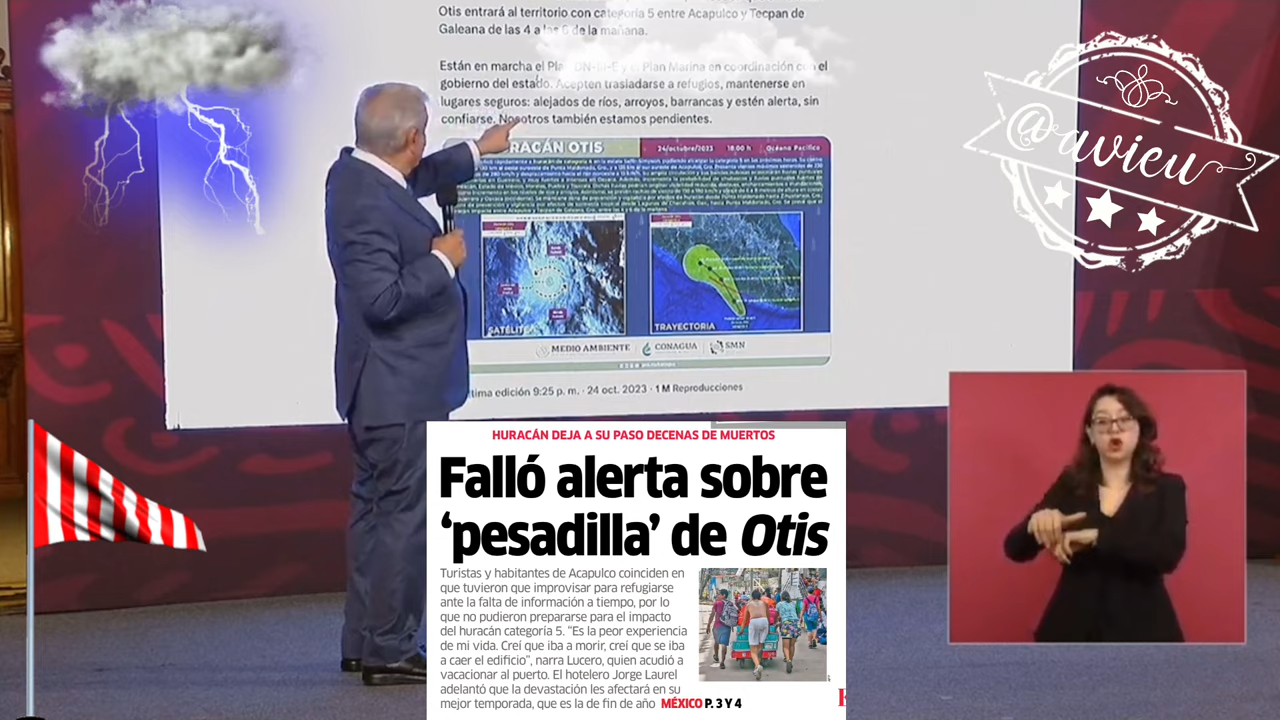 Otis entrará al territorio con categoría 5 entre Acapulco y Tecpan de
Galeana de las 4 a las 6 de la mañana.
Están en marcha el Plan DN-III-E y el Plan Marina en coordinación con el
gobierno del estado. Acepten trasladarse a refugios, mantenerse en
lugares seguros: alejados de ríos, arroyos, barrancas y estén alerta, sin
confiarse. Nosotros también estamos pendientes.
RACÁN OTIS
24/octubre/2023
18:00 h
Océano Pacífico
SATÉLITE
TRAYECTORIA
MEDIO AMBIENTE
CONAGUA
SMN
tima edición 9:25 p. m. · 24 oct. 2023 · 1 M Reproducciones
@avieu
HURACÁN DEJA A SU PASO DECENAS DE MUERTOS
Falló alerta sobre
‘pesadilla’ de Otis
Turistas y habitantes de Acapulco coinciden en
que tuvieron que improvisar para refugiarse
ante la falta de información a tiempo, por lo
que no pudieron prepararse para el impacto
del huracán categoría 5. “Es la peor experiencia
de mi vida. Creí que iba a morir, creí que se iba
a caer el edificio”, narra Lucero, quien acudió a
vacacionar al puerto. El hotelero Jorge Laurel
adelantó que la devastación les afectará en su
mejor temporada, que es la de fin de año MÉXICO P. 3 Y 4